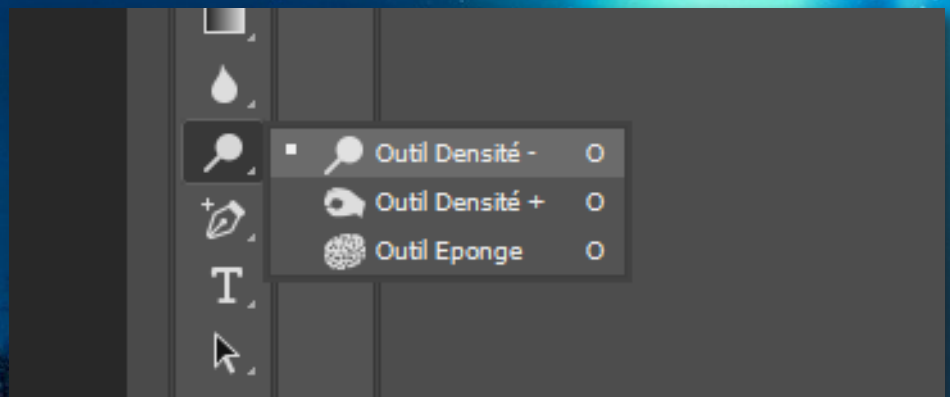 Outil Densité - O
Outil Densité + O
Outil Eponge O
T